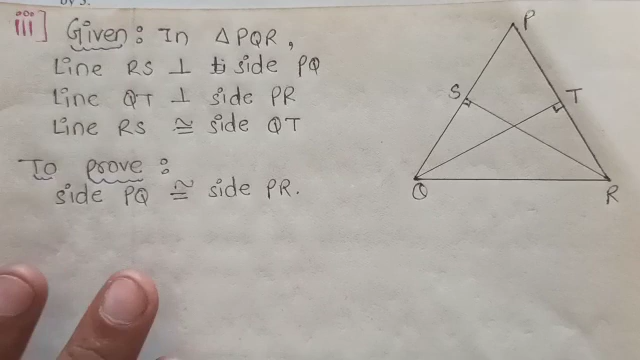 iii] Given: In △PQR,
Line RS ⊥ side PQ
Line QT ⊥ side PR
Line RS ≅ side QT
To prove:
side PQ ≅ side PR.
P
S
T
Q
R